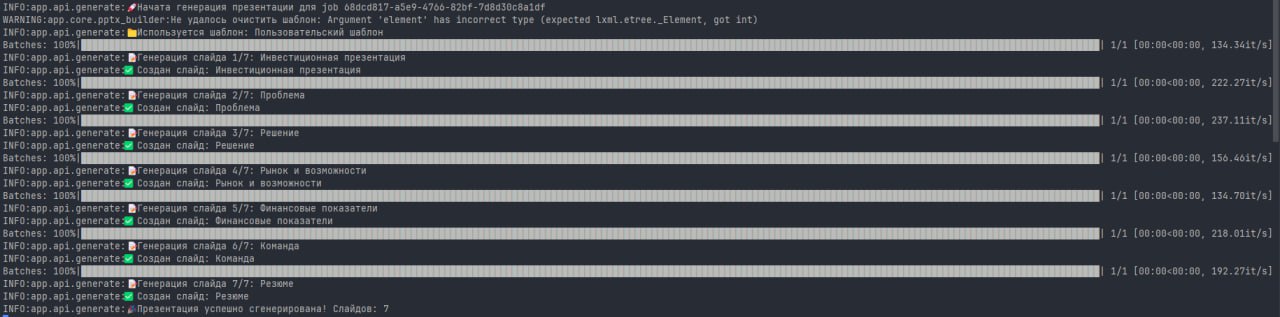 INFO:app.api.generate:🚀Начата генерация презентации для job 68dcd817-a5e9-4766-82bf-7d8d30c8a1df
WARNING:app.core.pptx_builder:Не удалось очистить шаблон: Argument 'element' has incorrect type (expected lxml.etree._Element, got int)
INFO:app.api.generate:📁Используется шаблон: Пользовательский шаблон
Batches: 100%| | 1/1 [00:00<00:00, 134.34it/s]
INFO:app.api.generate:📝Генерация слайда 1/7: Инвестиционная презентация
INFO:app.api.generate:✅ Создан слайд: Инвестиционная презентация
Batches: 100%| | 1/1 [00:00<00:00, 222.27it/s]
INFO:app.api.generate:📝Генерация слайда 2/7: Проблема
INFO:app.api.generate:✅ Создан слайд: Проблема
Batches: 100%| | 1/1 [00:00<00:00, 237.11it/s]
INFO:app.api.generate:📝Генерация слайда 3/7: Решение
INFO:app.api.generate:✅ Создан слайд: Решение
Batches: 100%| | 1/1 [00:00<00:00, 156.46it/s]
INFO:app.api.generate:📝Генерация слайда 4/7: Рынок и возможности
INFO:app.api.generate:✅ Создан слайд: Рынок и возможности
Batches: 100%| | 1/1 [00:00<00:00, 134.70it/s]
INFO:app.api.generate:📝Генерация слайда 5/7: Финансовые показатели
INFO:app.api.generate:✅ Создан слайд: Финансовые показатели
Batches: 100%| | 1/1 [00:00<00:00, 218.01it/s]
INFO:app.api.generate:📝Генерация слайда 6/7: Команда
INFO:app.api.generate:✅ Создан слайд: Команда
Batches: 100%| | 1/1 [00:00<00:00, 192.27it/s]
INFO:app.api.generate:📝Генерация слайда 7/7: Резюме
INFO:app.api.generate:✅ Создан слайд: Резюме
INFO:app.api.generate:🎉Презентация успешно сгенерирована! Слайдов: 7